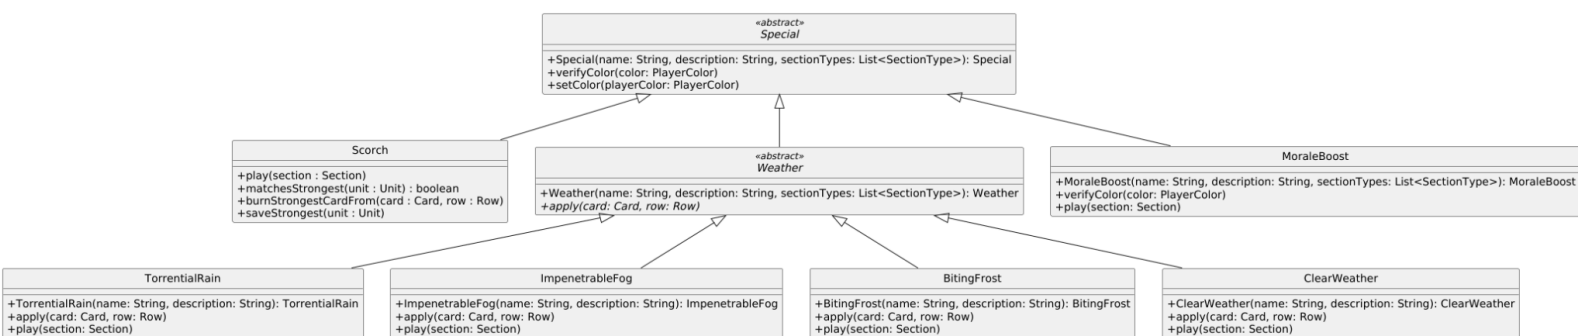 «abstract»
Special
+Special(name: String, description: String, sectionTypes: List<SectionType>): Special
+verifyColor(color: PlayerColor)
+setColor(playerColor: PlayerColor)
Scorch
+play(section : Section)
+matchesStrongest(unit : Unit) : boolean
+burnStrongestCardFrom(card : Card, row : Row)
+saveStrongest(unit : Unit)
«abstract»
Weather
+Weather(name: String, description: String, sectionTypes: List<SectionType>): Weather
+apply(card: Card, row: Row)
MoraleBoost
+MoraleBoost(name: String, description: String, sectionTypes: List<SectionType>): MoraleBoost
+verifyColor(color: PlayerColor)
+play(section: Section)
TorrentialRain
+TorrentialRain(name: String, description: String): TorrentialRain
+apply(card: Card, row: Row)
+play(section: Section)
ImpenetrableFog
+ImpenetrableFog(name: String, description: String): ImpenetrableFog
+apply(card: Card, row: Row)
+play(section: Section)
BitingFrost
+BitingFrost(name: String, description: String): BitingFrost
+apply(card: Card, row: Row)
+play(section: Section)
ClearWeather
+ClearWeather(name: String, description: String): ClearWeather
+apply(card: Card, row: Row)
+play(section: Section)